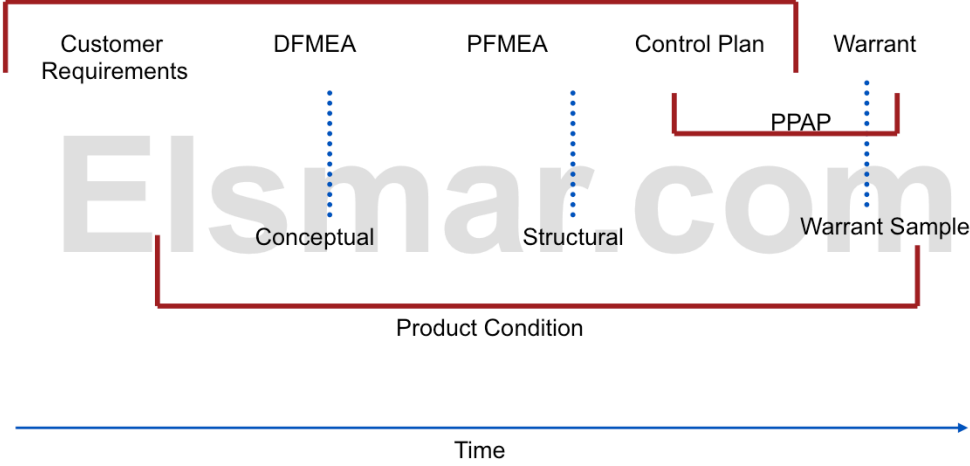 Customer
Requirements
DFMEA
PFMEA
Control Plan
Warrant
PPAP
Elsmar.com
Conceptual
Structural
Warrant Sample
Product Condition
Time